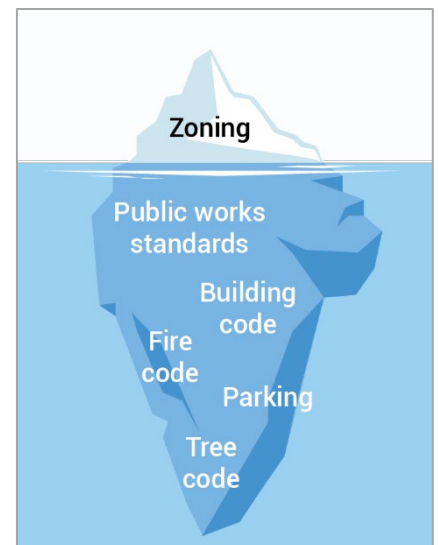 Zoning
Public works
standards
Building
code
Fire
code
Parking
Tree
code